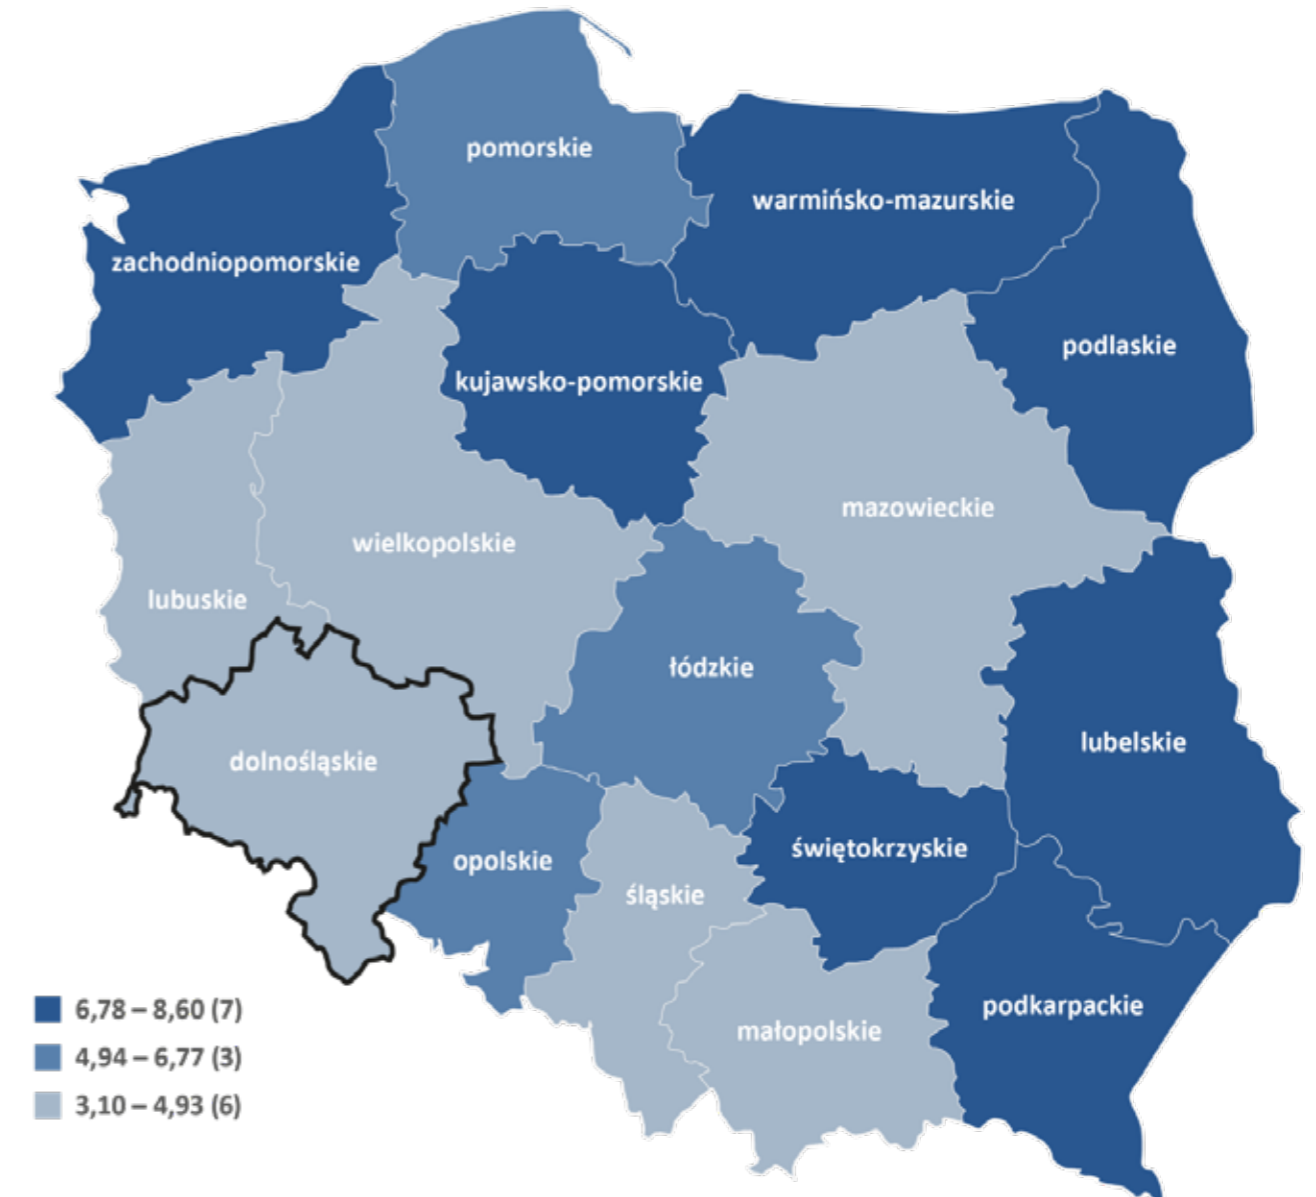 pomorskie
warmińsko-mazurskie
zachodniopomorskie
podlaskie
kujawsko-pomorskie
mazowieckie
wielkopolskie
lubuskie
łódzkie
lubelskie
dolnośląskie
świętokrzyskie
opolskie
śląskie
podkarpackie
małopolskie
6,78 – 8,60 (7)
4,94 – 6,77 (3)
3,10 – 4,93 (6)